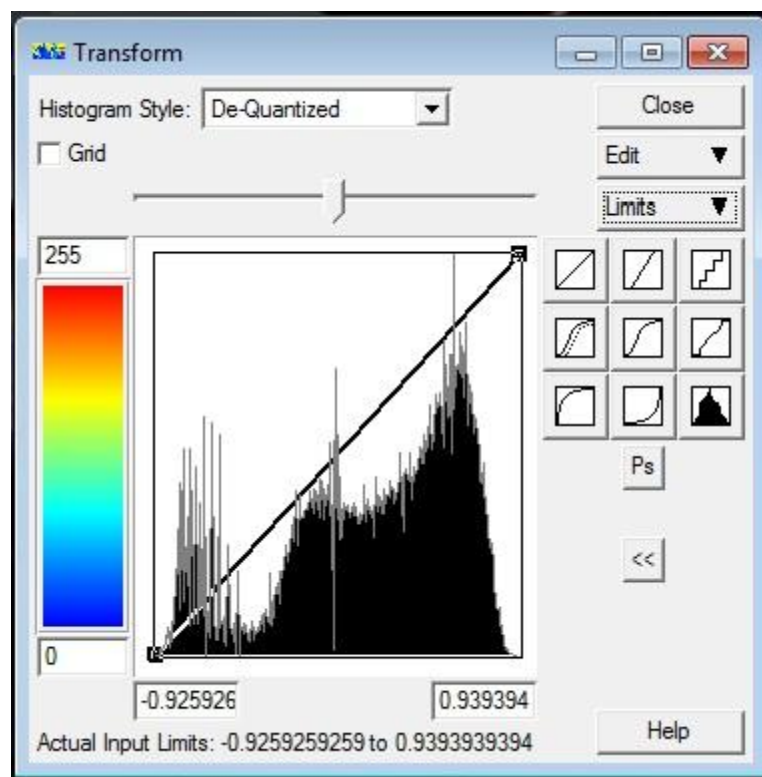 Transform
Histogram Style: De-Quantized Close
Grid Edit
Limits
255
Ps
<<
0
-0.925926 0.939394
Actual Input Limits: -0.9259259259 to 0.9393939394 Help